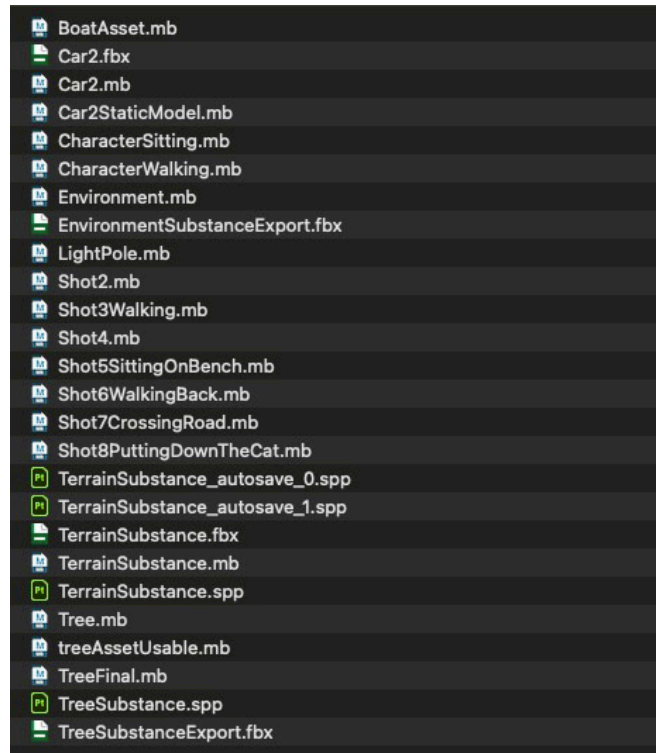 BoatAsset.mb
Car2.fbx
Car2.mb
Car2StaticModel.mb
CharacterSitting.mb
CharacterWalking.mb
Environment.mb
EnvironmentSubstanceExport.fbx
LightPole.mb
Shot2.mb
Shot3Walking.mb
Shot4.mb
Shot5SittingOnBench.mb
Shot6WalkingBack.mb
Shot7CrossingRoad.mb
Shot8PuttingDownTheCat.mb
TerrainSubstance_autosave_0.spp
TerrainSubstance_autosave_1.spp
TerrainSubstance.fbx
TerrainSubstance.mb
TerrainSubstance.spp
Tree.mb
treeAssetUsable.mb
TreeFinal.mb
TreeSubstance.spp
TreeSubstanceExport.fbx